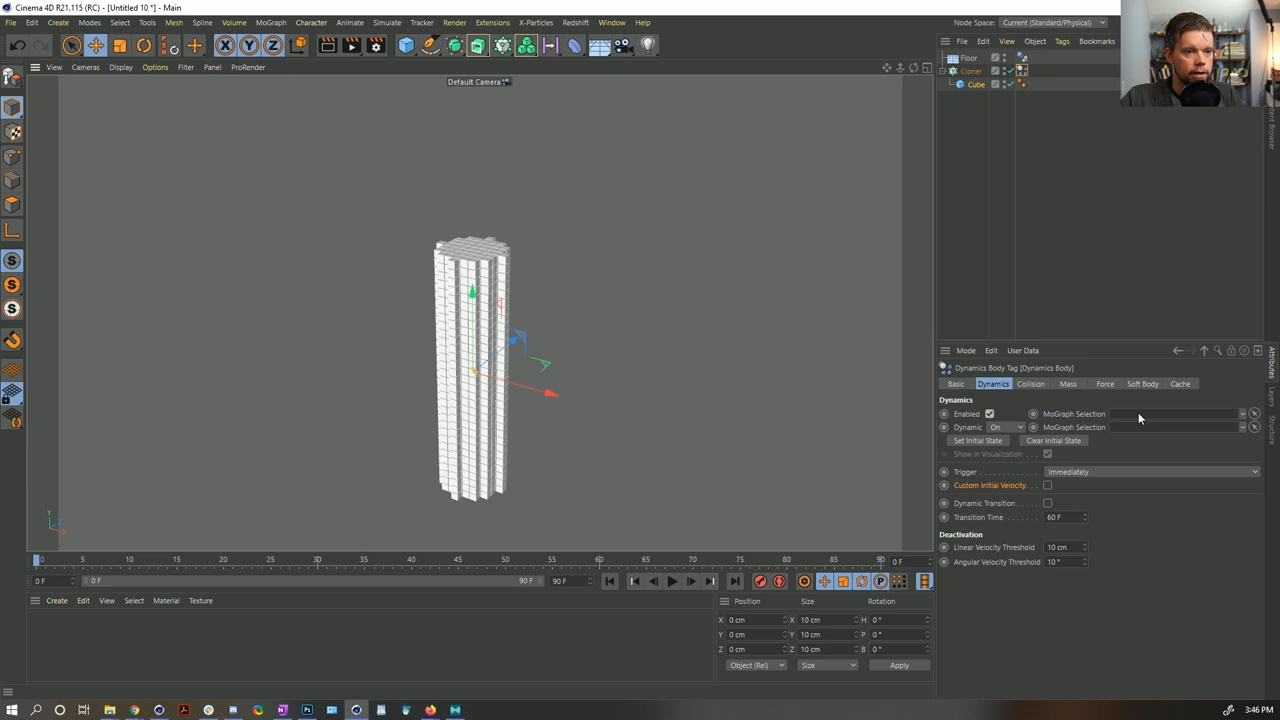 Cinema 4D R21.115 (RC) - [Untitled 10 *] - Main
File Edit Create Modes Select Tools Mesh Spline Volume MoGraph Character Animate Simulate Tracker Render Extensions X-Particles Redshift Window Help
Node Space: Current (Standard/Physical)
X Y Z
File Edit View Object Tags Bookmarks
View Cameras Display Options Filter Panel ProRender
Default Camera
Floor
Cloner
Cube
Content Browser
Mode Edit User Data
Attributes
Layers
Structure
Dynamics Body Tag [Dynamics Body]
Basic Dynamics Collision Mass Force Soft Body Cache
Dynamics
Enabled MoGraph Selection
Dynamic On MoGraph Selection
Set Initial State Clear Initial State
Show in Visualization . . .
Trigger . . . . . . . . Immediately
Custom Initial Velocity. .
Dynamic Transition . . . . .
Transition Time . . . . . . . 60 F
Deactivation
Linear Velocity Threshold 10 cm
Angular Velocity Threshold 10 °
Y
Z
X
S
S
S
0 5 10 15 20 25 30 35 40 45 50 55 60 65 70 75 80 85 90 0 F
0 F 0 F 90 F 90 F
P
Create Edit View Select Material Texture
Position Size Rotation
X 0 cm X 10 cm H 0 °
Y 0 cm Y 10 cm P 0 °
Z 0 cm Z 10 cm B 0 °
Object (Rel) Size Apply
3:46 PM